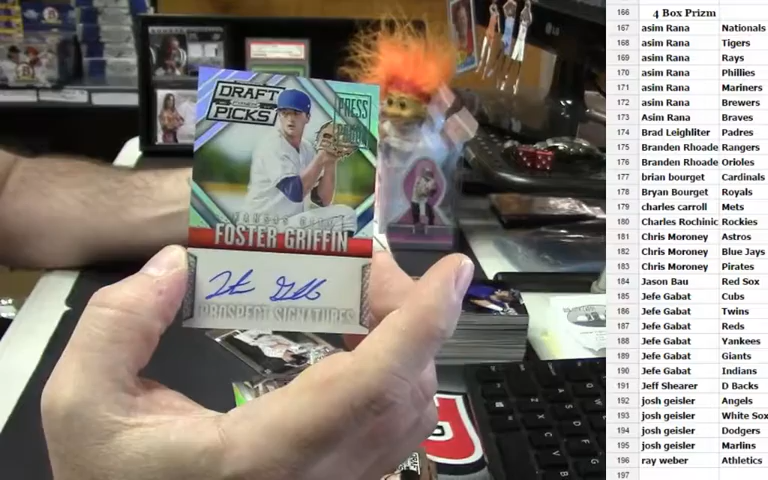 DRAFT
PICKS
PRESS
PROOF
KANSAS CITY
FOSTER GRIFFIN
PROSPECT SIGNATURES
LG
166 4 Box Prizm
167 asim Rana Nationals
168 asim Rana Tigers
169 asim Rana Rays
170 asim Rana Phillies
171 asim Rana Mariners
172 asim Rana Brewers
173 Asim Rana Braves
174 Brad Leighliter Padres
175 Branden Rhoade Rangers
176 Branden Rhoade Orioles
177 brian bourget Cardinals
178 Bryan Bourget Royals
179 charles carroll Mets
180 Charles Rochinic Rockies
181 Chris Moroney Astros
182 Chris Moroney Blue Jays
183 Chris Moroney Pirates
184 Jason Bau Red Sox
185 Jefe Gabat Cubs
186 Jefe Gabat Twins
187 Jefe Gabat Reds
188 Jefe Gabat Yankees
189 Jefe Gabat Giants
190 Jefe Gabat Indians
191 Jeff Shearer D Backs
192 josh geisler Angels
193 josh geisler White Sox
194 josh geisler Dodgers
195 josh geisler Marlins
196 ray weber Athletics
197